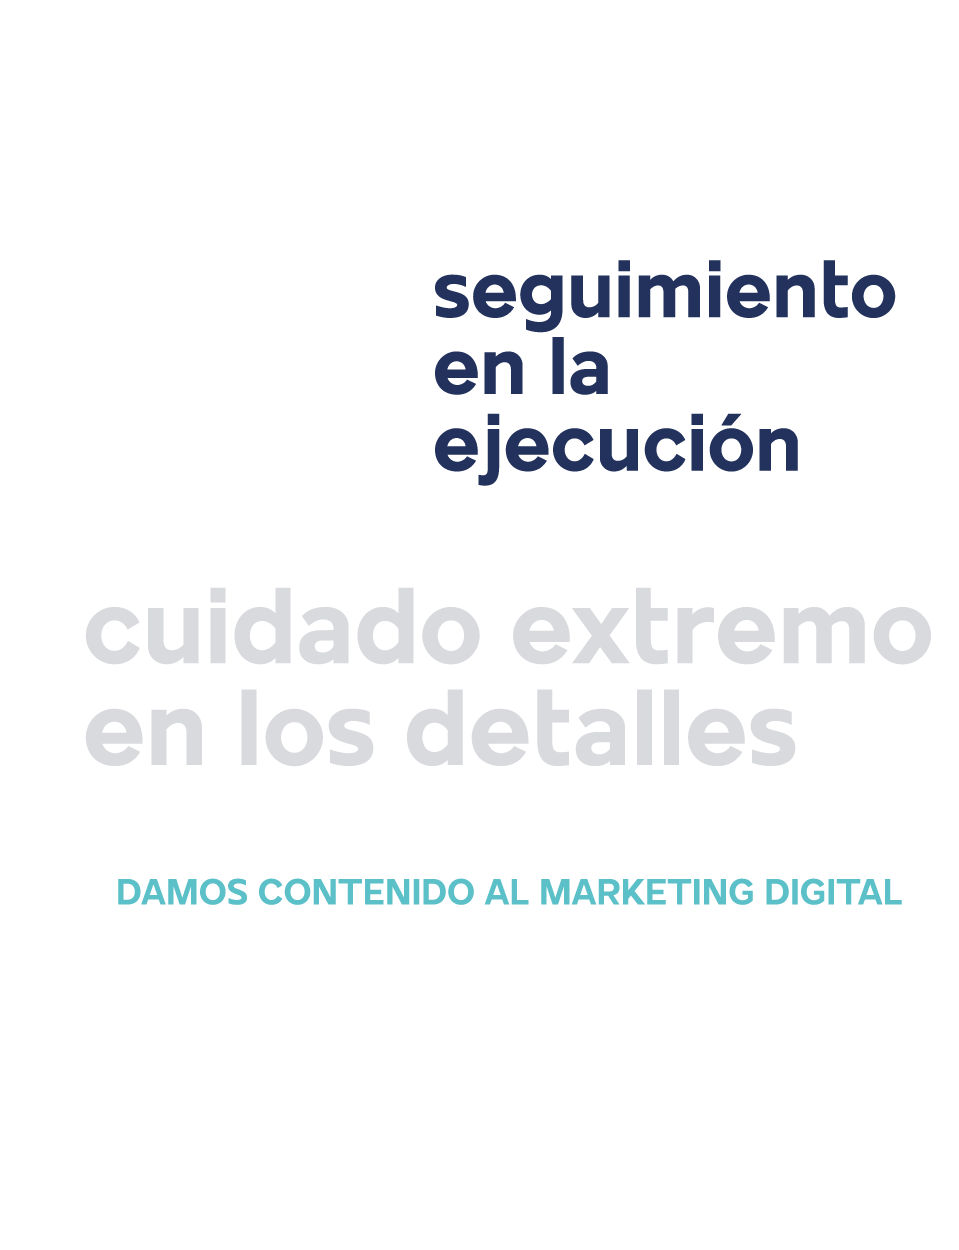 seguimiento
en la
ejecución
cuidado extremo
en los detalles
DAMOS CONTENIDO AL MARKETING DIGITAL